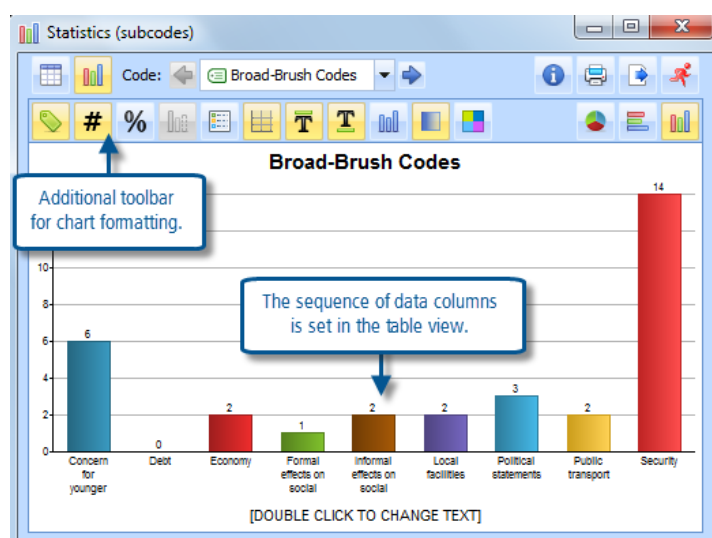 Statistics (subcodes)
Code: Broad-Brush Codes
# %
Broad-Brush Codes
Additional toolbar
for chart formatting.
The sequence of data columns
is set in the table view.
14
10
8
6
6
4
3
2
2
2
2
2
1
0
0
Concern for younger
Debt
Economy
Formal effects on social
Informal effects on social
Local facilities
Political statements
Public transport
Security
[DOUBLE CLICK TO CHANGE TEXT]